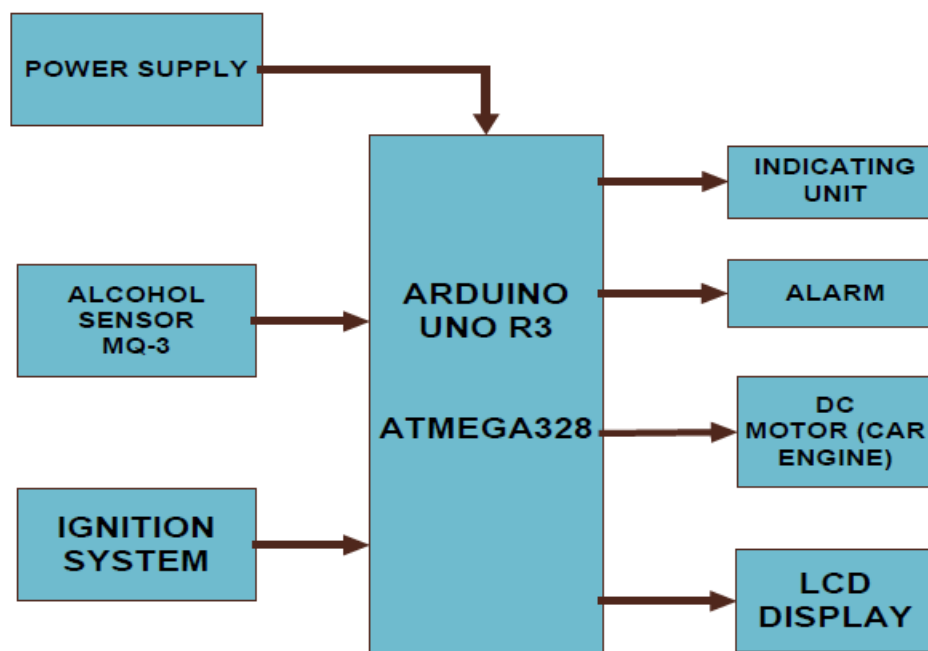 POWER SUPPLY
ALCOHOL
SENSOR
MQ-3
IGNITION
SYSTEM
ARDUINO
UNO R3
ATMEGA328
INDICATING
UNIT
ALARM
DC
MOTOR (CAR
ENGINE)
LCD
DISPLAY